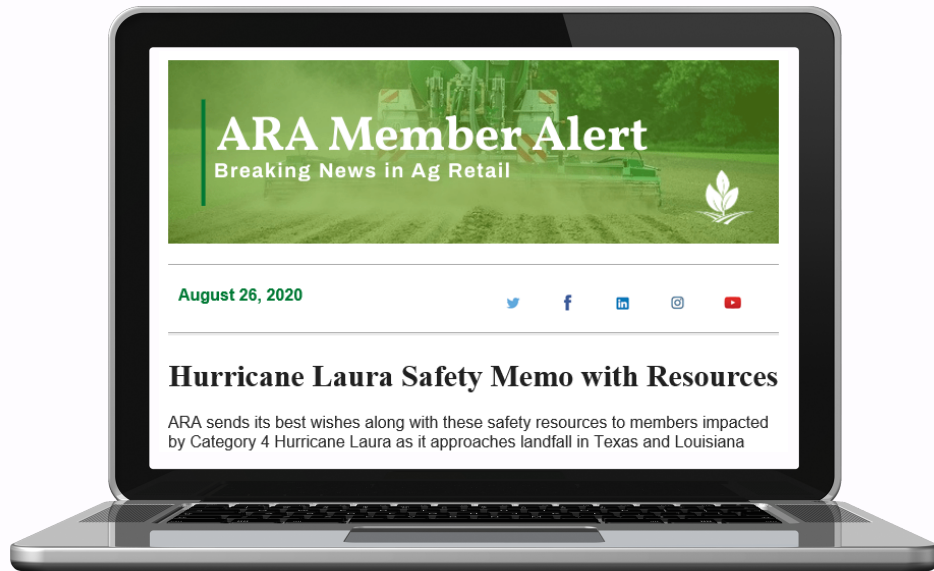 ARA Member Alert
Breaking News in Ag Retail
August 26, 2020
Hurricane Laura Safety Memo with Resources
ARA sends its best wishes along with these safety resources to members impacted
by Category 4 Hurricane Laura as it approaches landfall in Texas and Louisiana